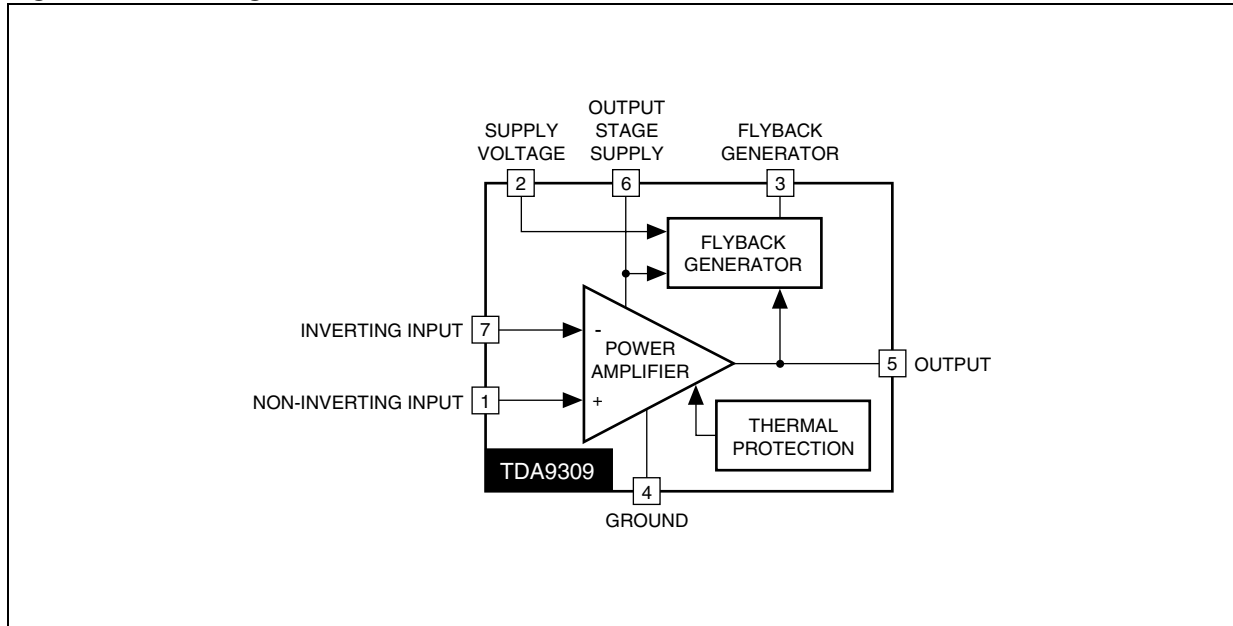 OUTPUT
STAGE
SUPPLY
SUPPLY
VOLTAGE
FLYBACK
GENERATOR
2
6
3
FLYBACK
GENERATOR
INVERTING INPUT
7
-
POWER
AMPLIFIER
5
OUTPUT
NON-INVERTING INPUT
1
+
THERMAL
PROTECTION
TDA9309
4
GROUND